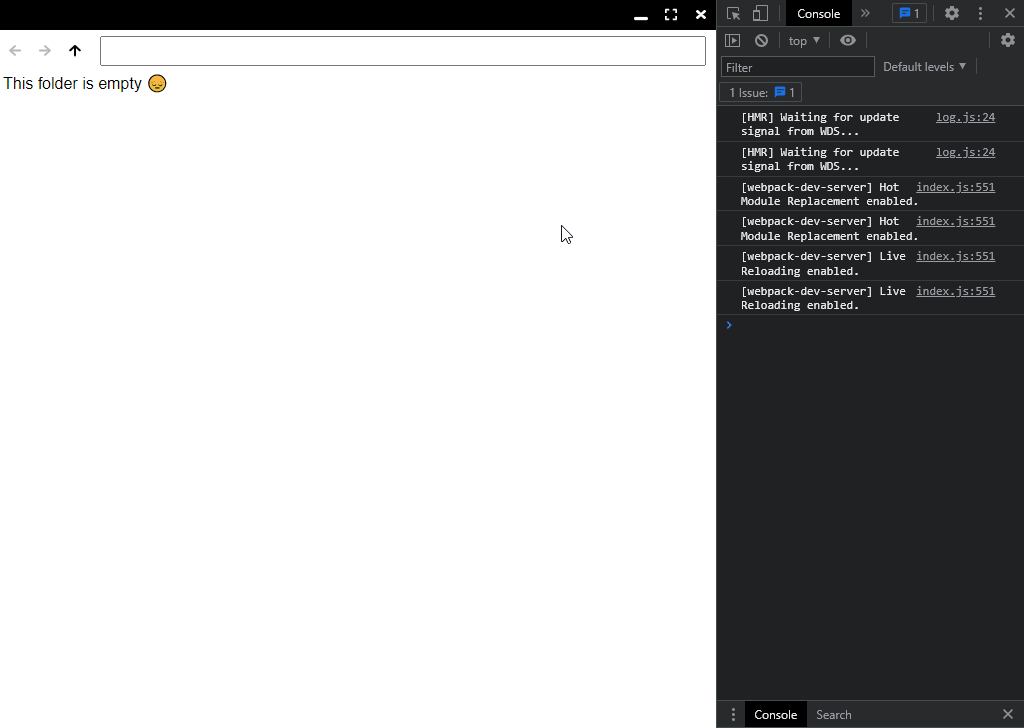 This folder is empty 😔
Console
1
top
Filter
Default levels
1 Issue: 1
[HMR] Waiting for update log.js:24
signal from WDS...
[HMR] Waiting for update log.js:24
signal from WDS...
[webpack-dev-server] Hot index.js:551
Module Replacement enabled.
[webpack-dev-server] Hot index.js:551
Module Replacement enabled.
[webpack-dev-server] Live index.js:551
Reloading enabled.
[webpack-dev-server] Live index.js:551
Reloading enabled.
Console Search